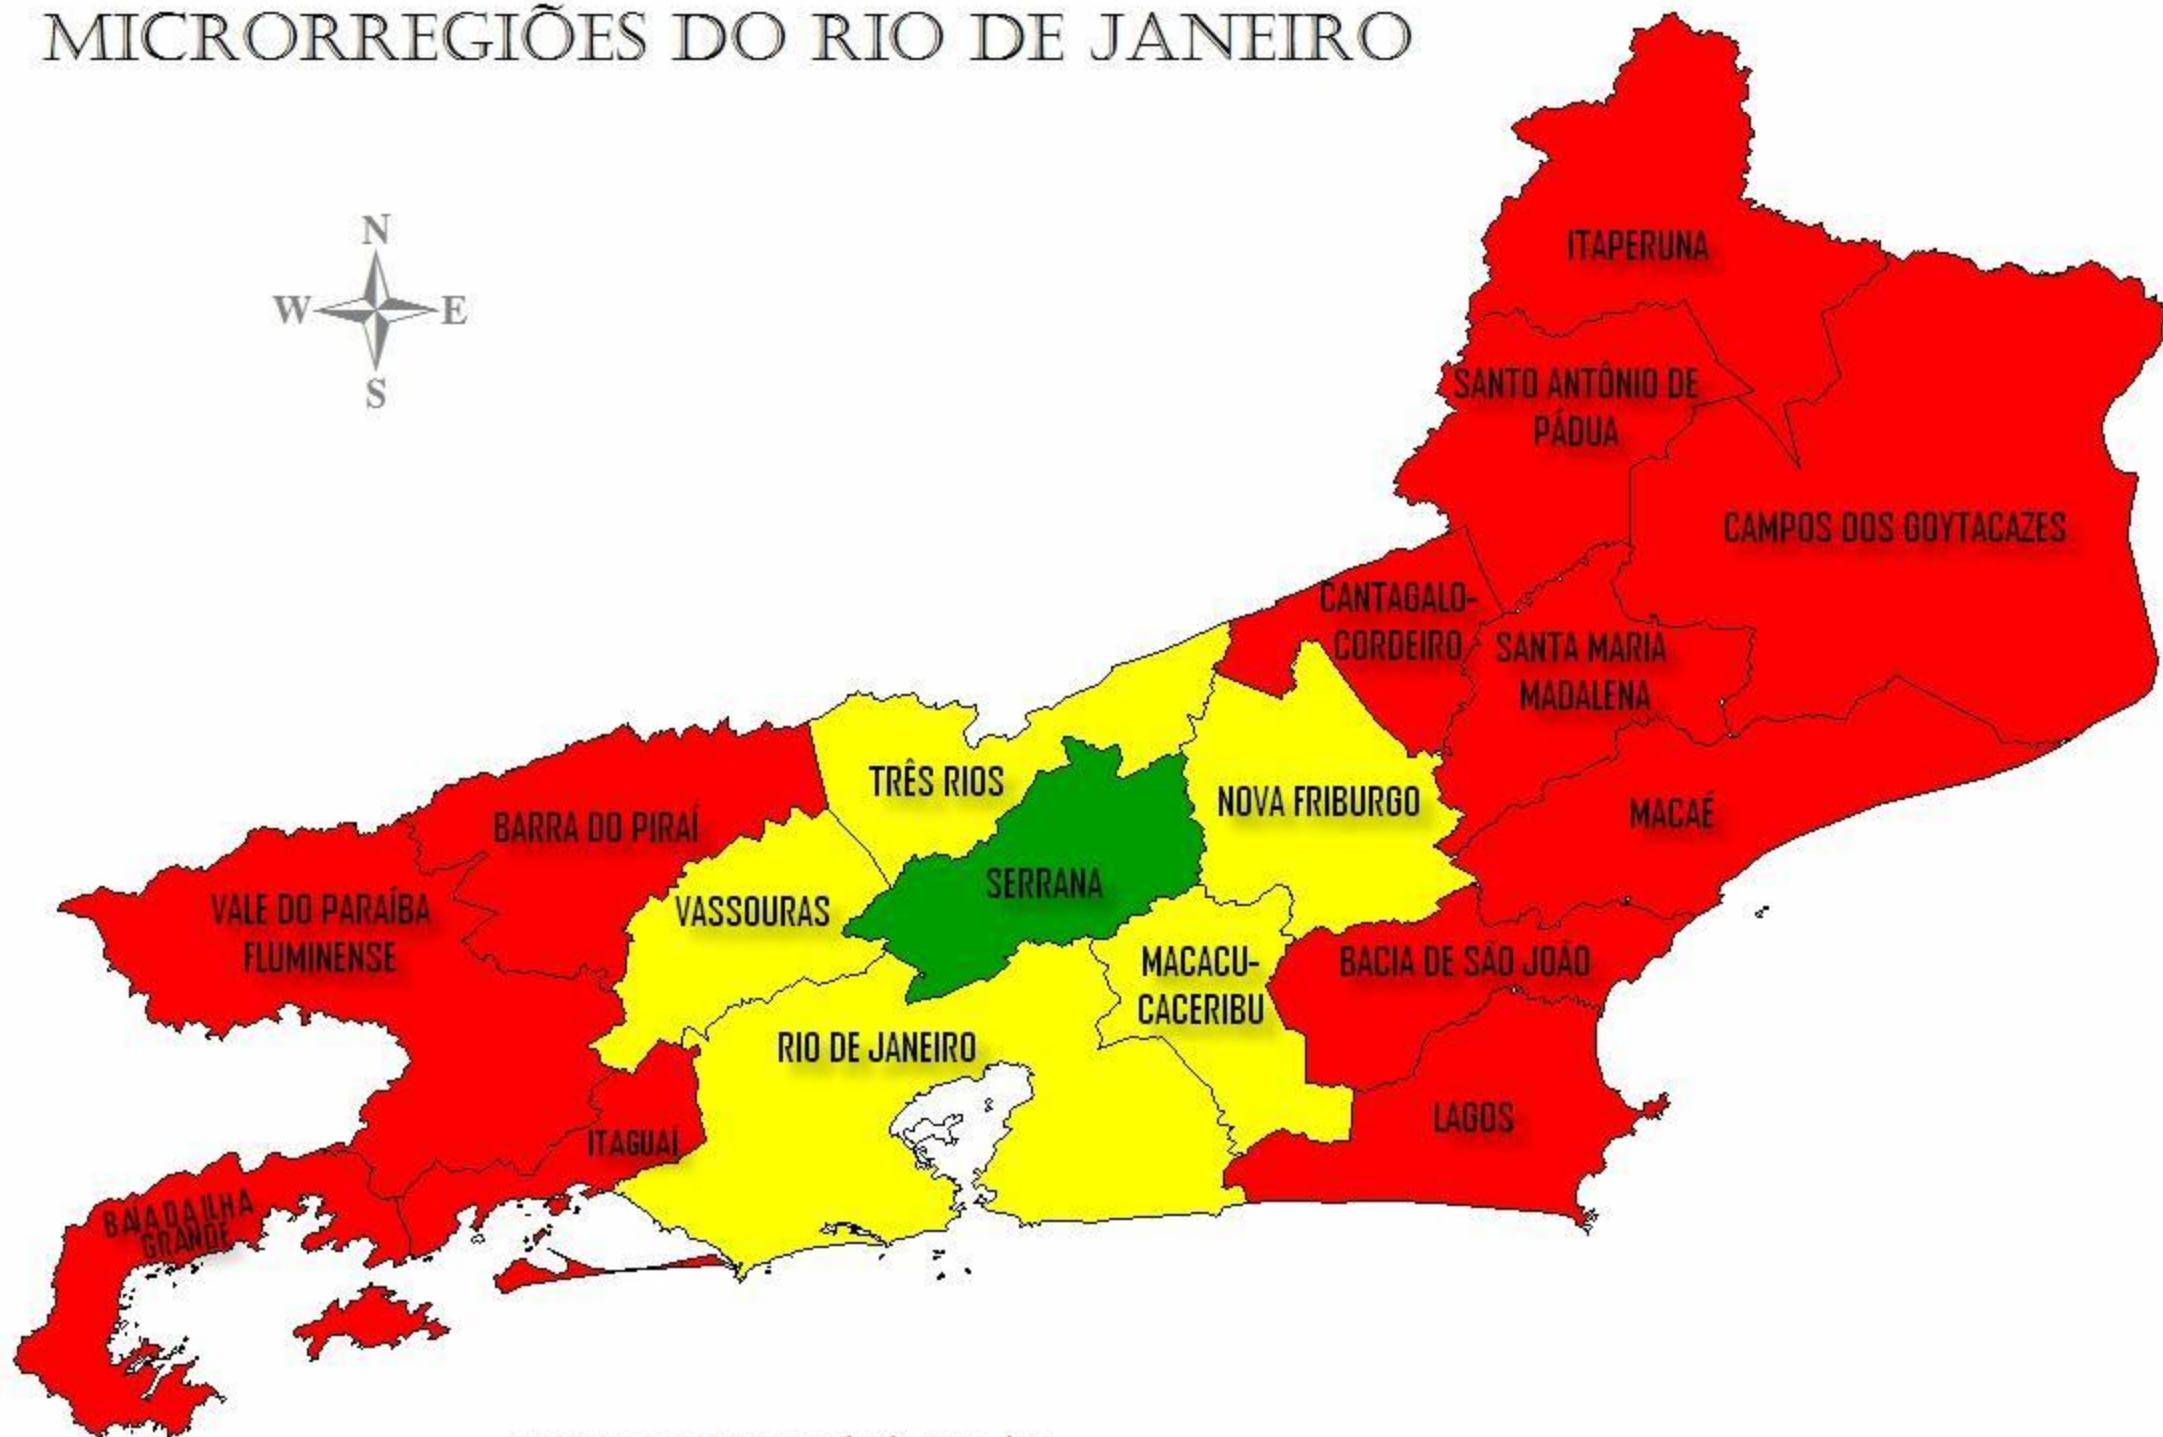 MICRORREGIÕES DO RIO DE JANEIRO
N
W
E
S
ITAPERUNA
SANTO ANTÔNIO DE
PÁDUA
CAMPOS DOS GOYTACAZES
CANTAGALO-
CORDEIRO
SANTA MARIA
MADALENA
TRÊS RIOS
NOVA FRIBURGO
MACAÉ
BARRA DO PIRAÍ
SERRANA
VASSOURAS
VALE DO PARAÍBA
FLUMINENSE
MACACU-
CACERIBU
BACIA DE SÃO JOÃO
RIO DE JANEIRO
LAGOS
ITAGUAÍ
BAÍA DA ILHA
GRANDE